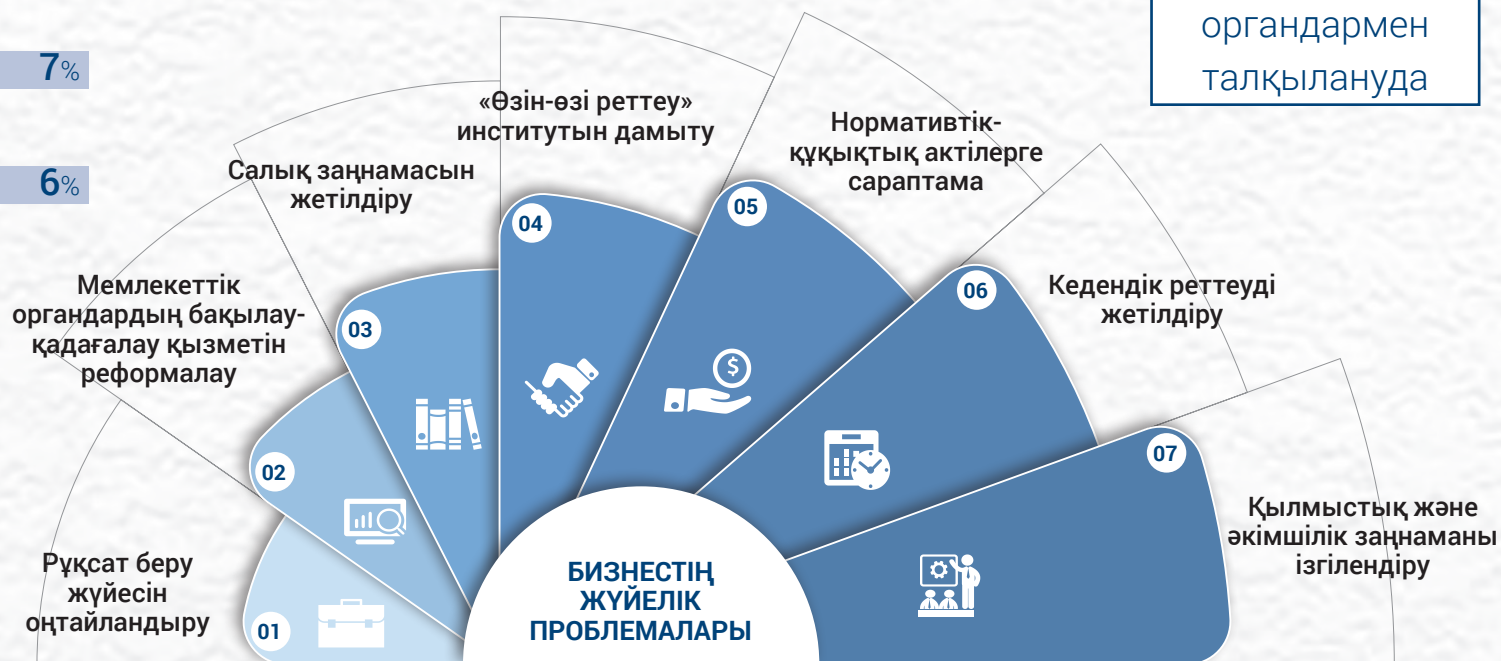 7%
6%
органдармен
талқылануда
Рұқсат беру
жүйесін
оңтайландыру
01
Мемлекеттік
органдардың бақылау-
қадағалау қызметін
реформалау
02
Салық заңнамасын
жетілдіру
03
«Өзін-өзі реттеу»
институтын дамыту
04
Нормативтік-
құқықтық актілерге
сараптама
05
Кедендік реттеуді
жетілдіру
06
Қылмыстық және
әкімшілік заңнаманы
ізгілендіру
07
БИЗНЕСТІҢ
ЖҮЙЕЛІК
ПРОБЛЕМАЛАРЫ
$